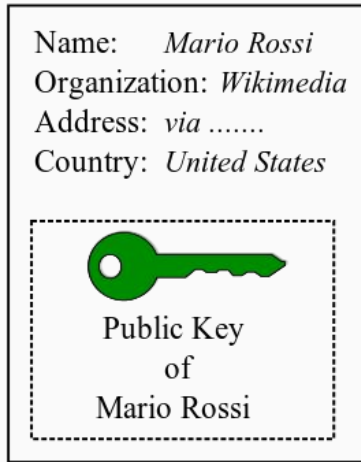 Name: Mario Rossi
Organization: Wikimedia
Address: via .......
Country: United States
Public Key
of
Mario Rossi